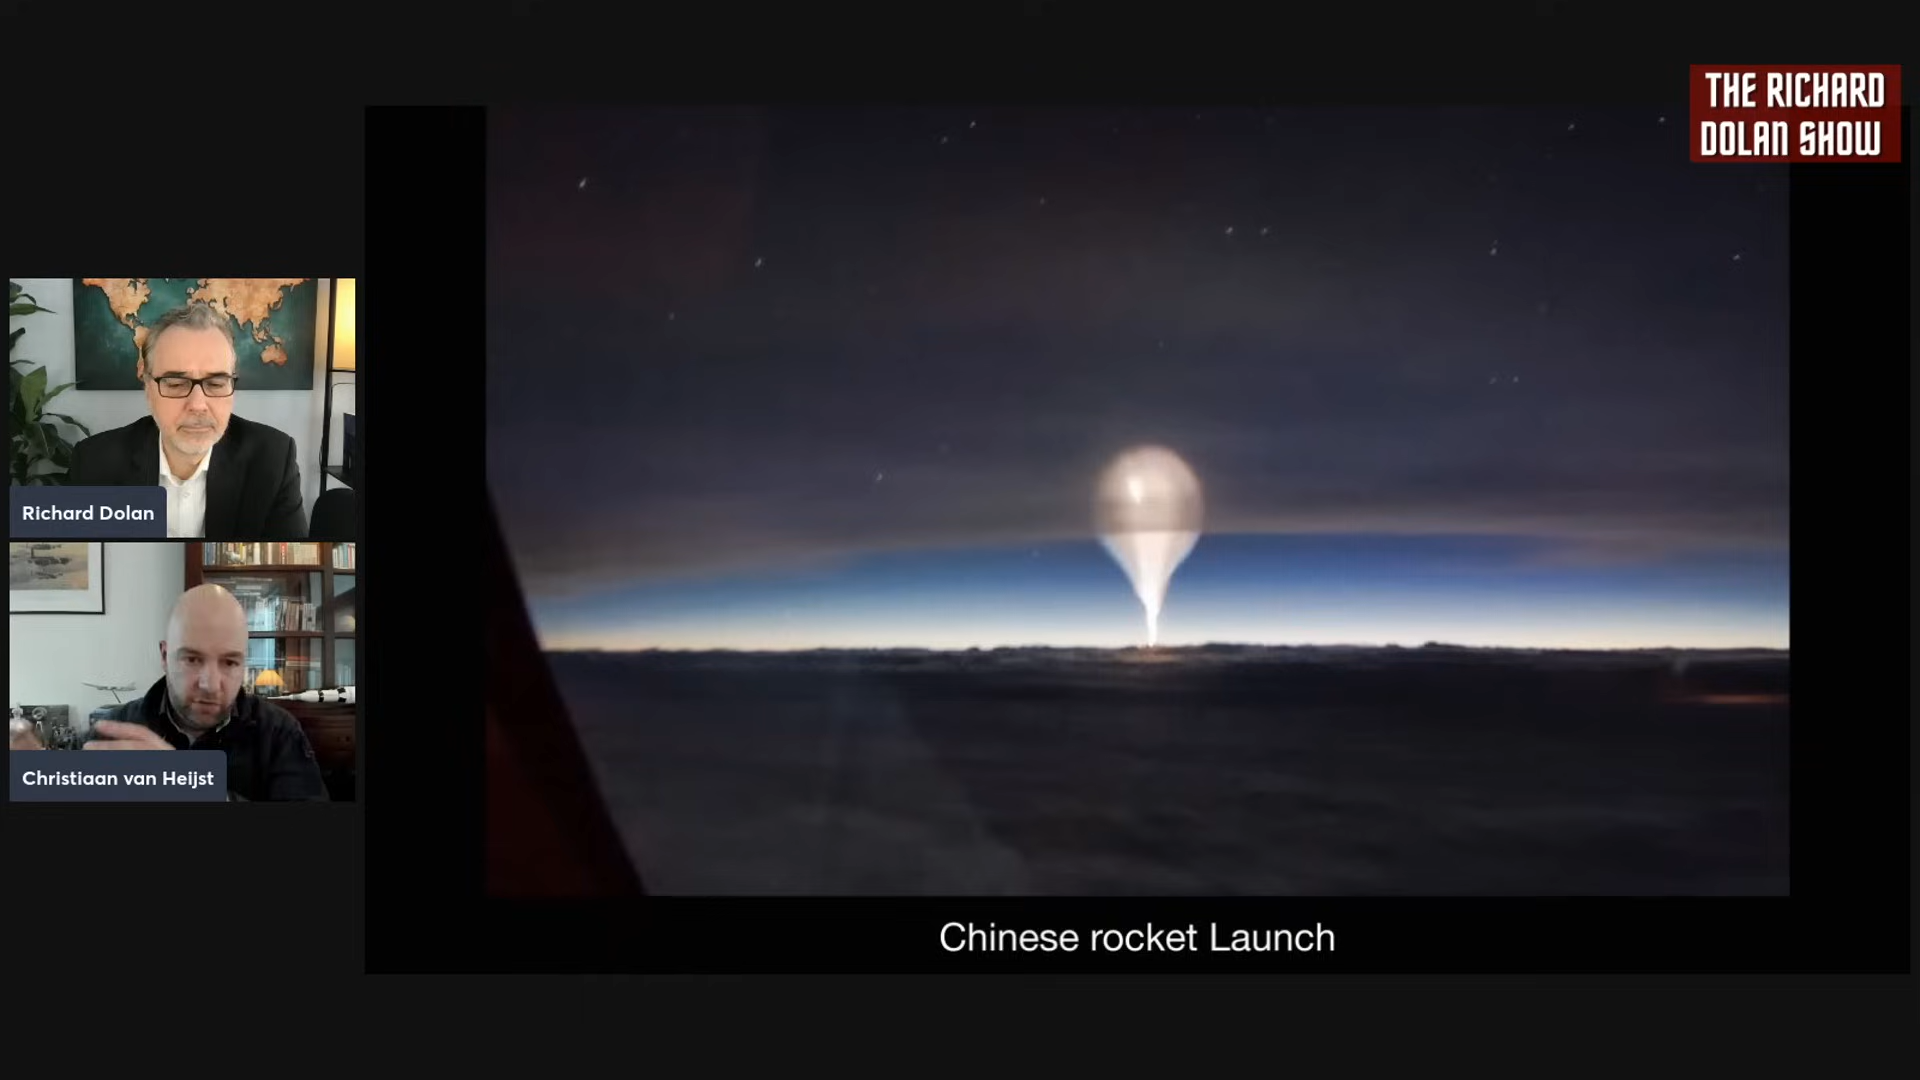 THE RICHARD
DOLAN SHOW
Richard Dolan
Christiaan van Heijst
Chinese rocket Launch